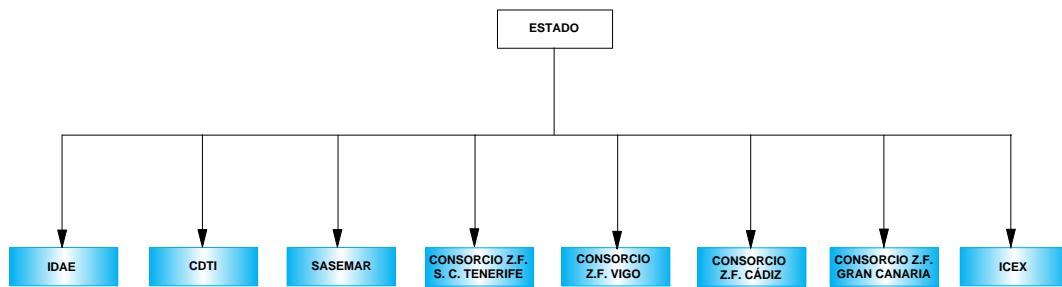 ESTADO
IDAE
CDTI
SASEMAR
CONSORCIO Z.F.
S. C. TENERIFE
CONSORCIO
Z.F. VIGO
CONSORCIO
Z.F. CÁDIZ
CONSORCIO Z.F.
GRAN CANARIA
ICEX